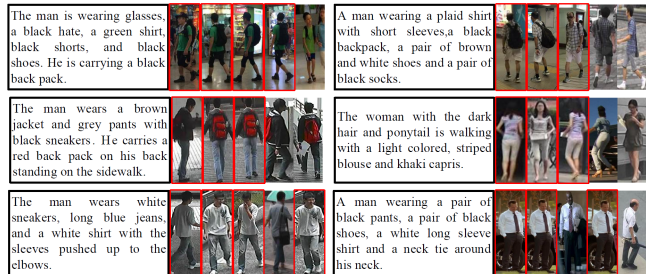 The man is wearing glasses,
a black hate, a green shirt,
black shorts, and black
shoes. He is carrying a black
back pack.
A man wearing a plaid shirt
with short sleeves,a black
backpack, a pair of brown
and white shoes and a pair of
black socks.
The man wears a brown
jacket and grey pants with
black sneakers. He carries a
red back pack on his back
standing on the sidewalk.
The woman with the dark
hair and ponytail is walking
with a light colored, striped
blouse and khaki capris.
The man wears white
sneakers, long blue jeans,
and a white shirt with the
sleeves pushed up to the
elbows.
A man wearing a pair of
black pants, a pair of black
shoes, a white long sleeve
shirt and a neck tie around
his neck.